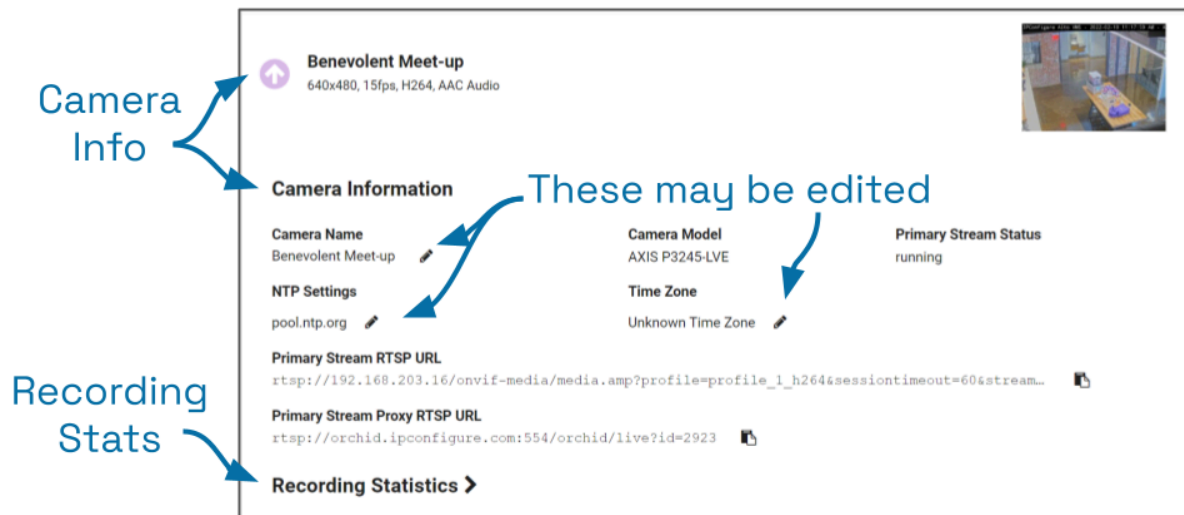 Benevolent Meet-up
640x480, 15fps, H264, AAC Audio
Camera
Info
Camera Information
These may be edited
Camera Name
Camera Model
Primary Stream Status
Benevolent Meet-up
AXIS P3245-LVE
running
NTP Settings
Time Zone
pool.ntp.org
Unknown Time Zone
Primary Stream RTSP URL
rtsp://192.168.203.16/onvif-media/media.amp?profile=profile_1_h264&sessiontimeout=60&stream…
Recording
Stats
Primary Stream Proxy RTSP URL
rtsp://orchid.ipconfigure.com:554/orchid/live?id=2923
Recording Statistics